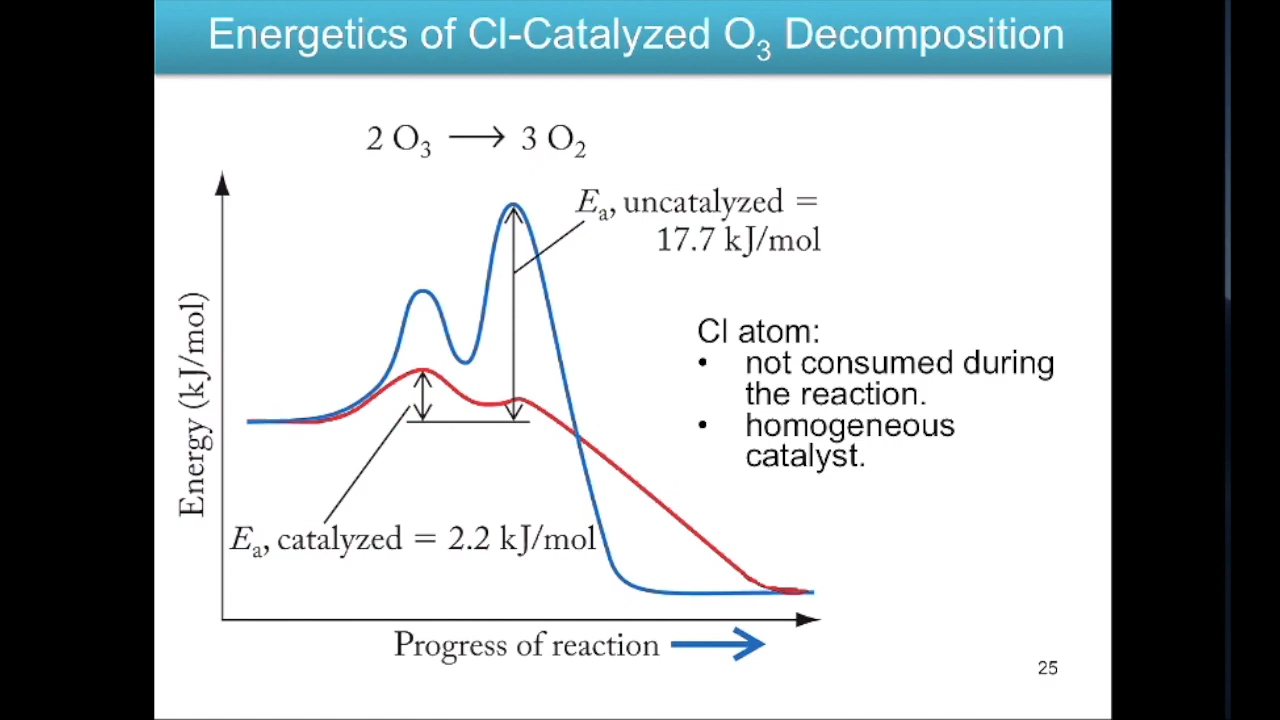 Energetics of Cl-Catalyzed O₃ Decomposition
2 O₃ ⟶ 3 O₂
Eₐ, uncatalyzed =
17.7 kJ/mol
Energy (kJ/mol)
Cl atom:
• not consumed during
the reaction.
• homogeneous
catalyst.
Eₐ, catalyzed = 2.2 kJ/mol
Progress of reaction
25